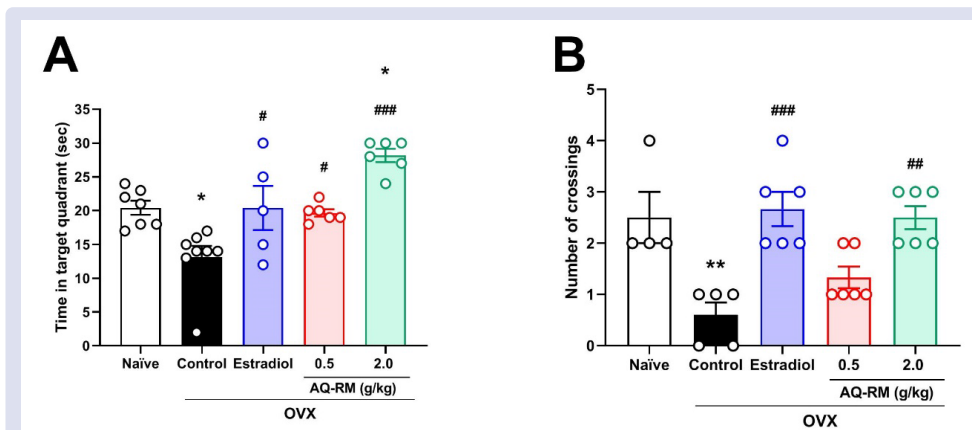 A
Time in target quadrant (sec)
35
30
25
20
15
10
5
0
*
#
#
*
###
Naïve Control Estradiol 0.5 2.0
AQ-RM (g/kg)
OVX
B
Number of crossings
5
4
3
2
1
0
**
###
##
Naïve Control Estradiol 0.5 2.0
AQ-RM (g/kg)
OVX